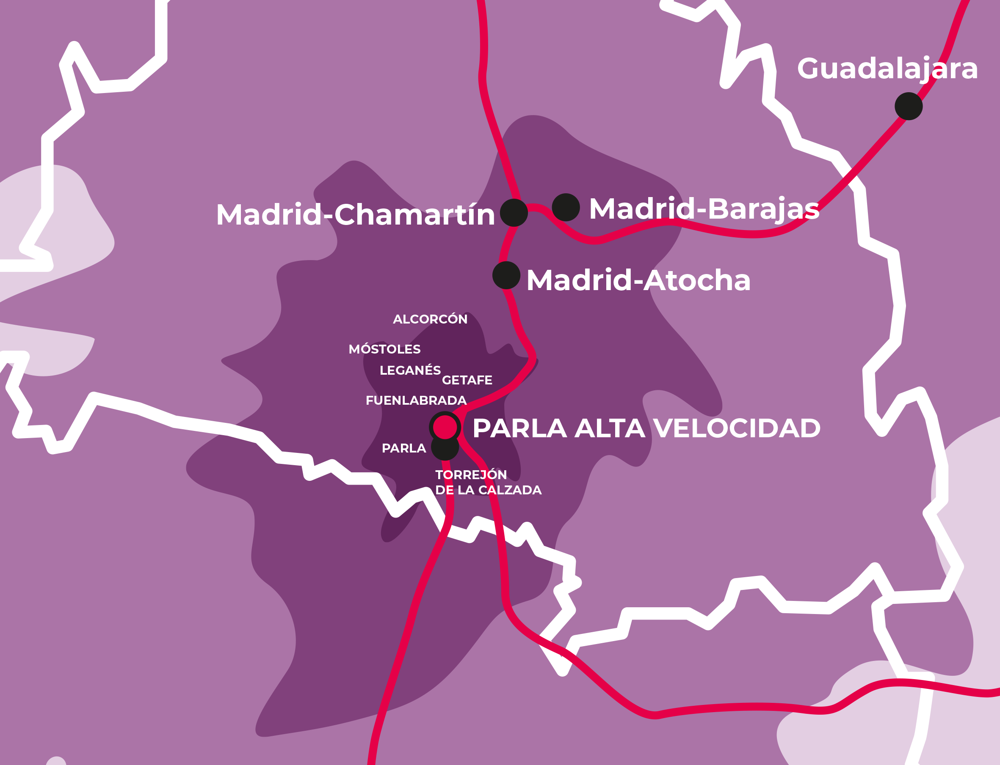 Guadalajara
Madrid-Chamartín
Madrid-Barajas
Madrid-Atocha
ALCORCÓN
MÓSTOLES
LEGANÉS
GETAFE
FUENLABRADA
PARLA ALTA VELOCIDAD
PARLA
TORREJÓN
DE LA CALZADA